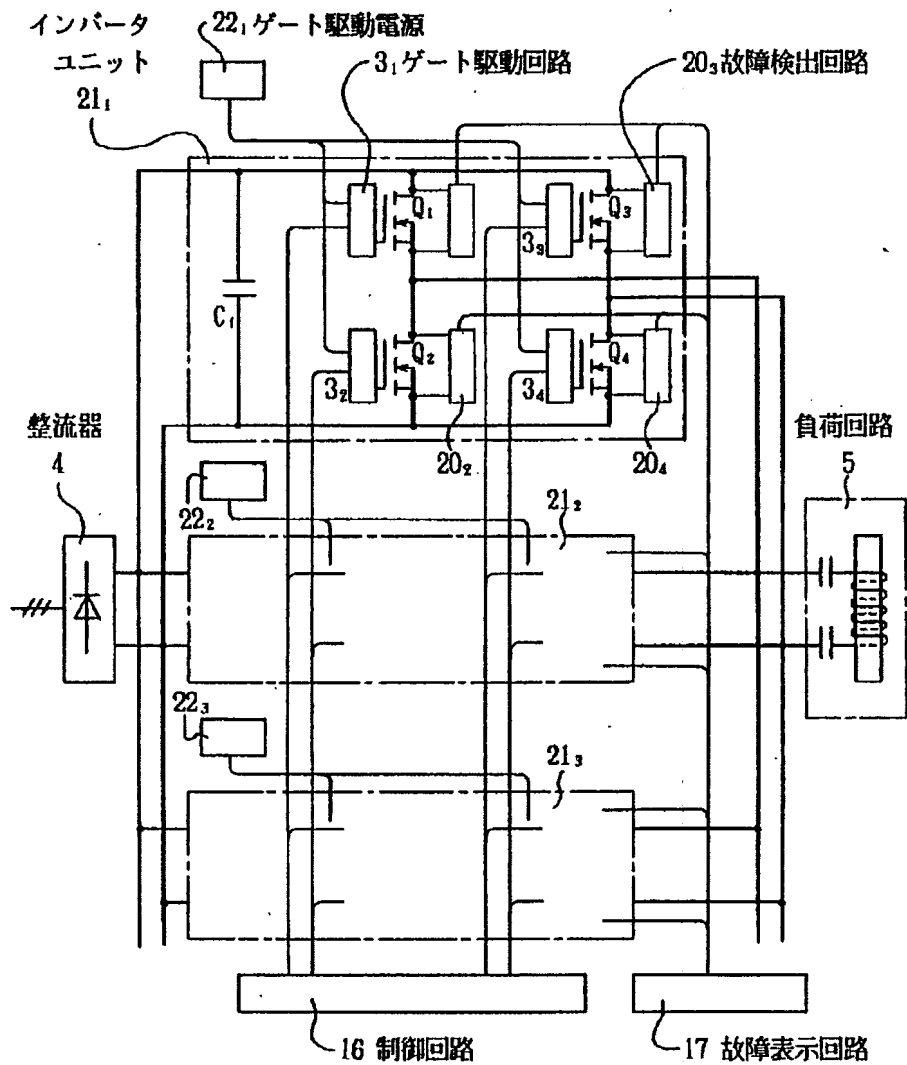 インバータ
ユニット
21₁
22₁ゲート駆動電源
3₁ゲート駆動回路
20₃故障検出回路
Q₁
Q₃
3₃
C₁
Q₂
Q₄
3₂
3₄
20₂
20₄
整流器
4
負荷回路
5
22₂
21₂
22₃
21₃
16 制御回路
17 故障表示回路